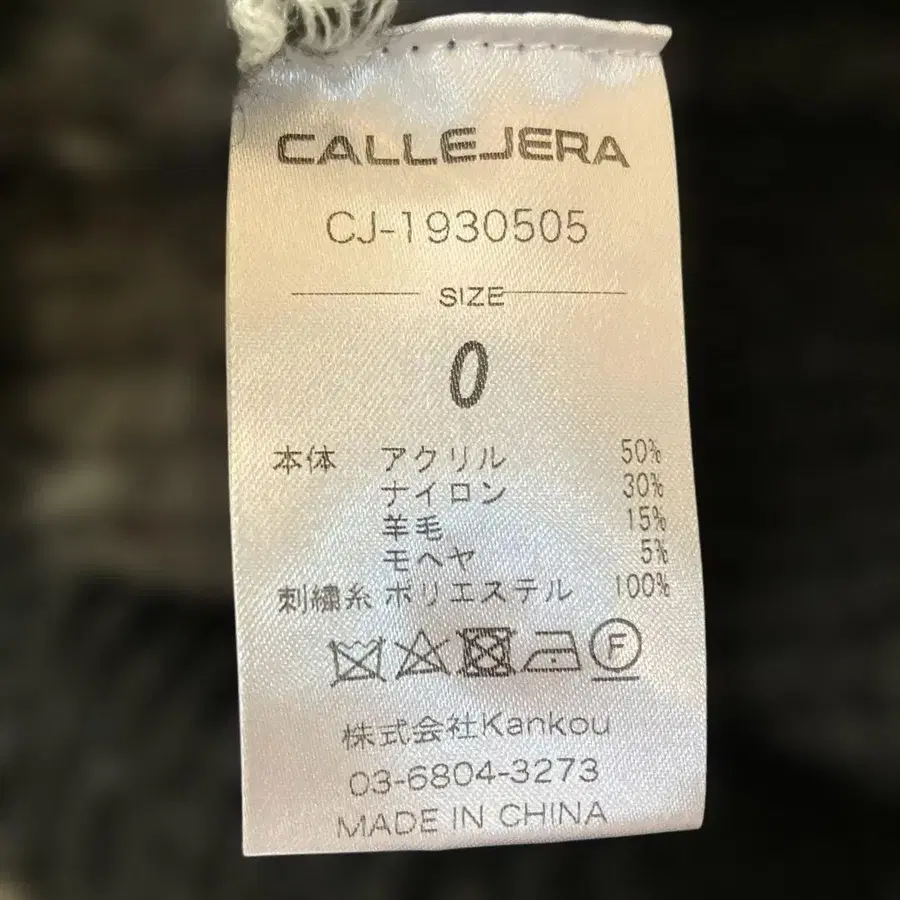 CALLEJERA
CJ-1930505
SIZE
0
本体 アクリル 50%
ナイロン 30%
羊毛 15%
モヘヤ 5%
刺繍糸 ポリエステル 100%
F
株式会社Kankou
03-6804-3273
MADE IN CHINA